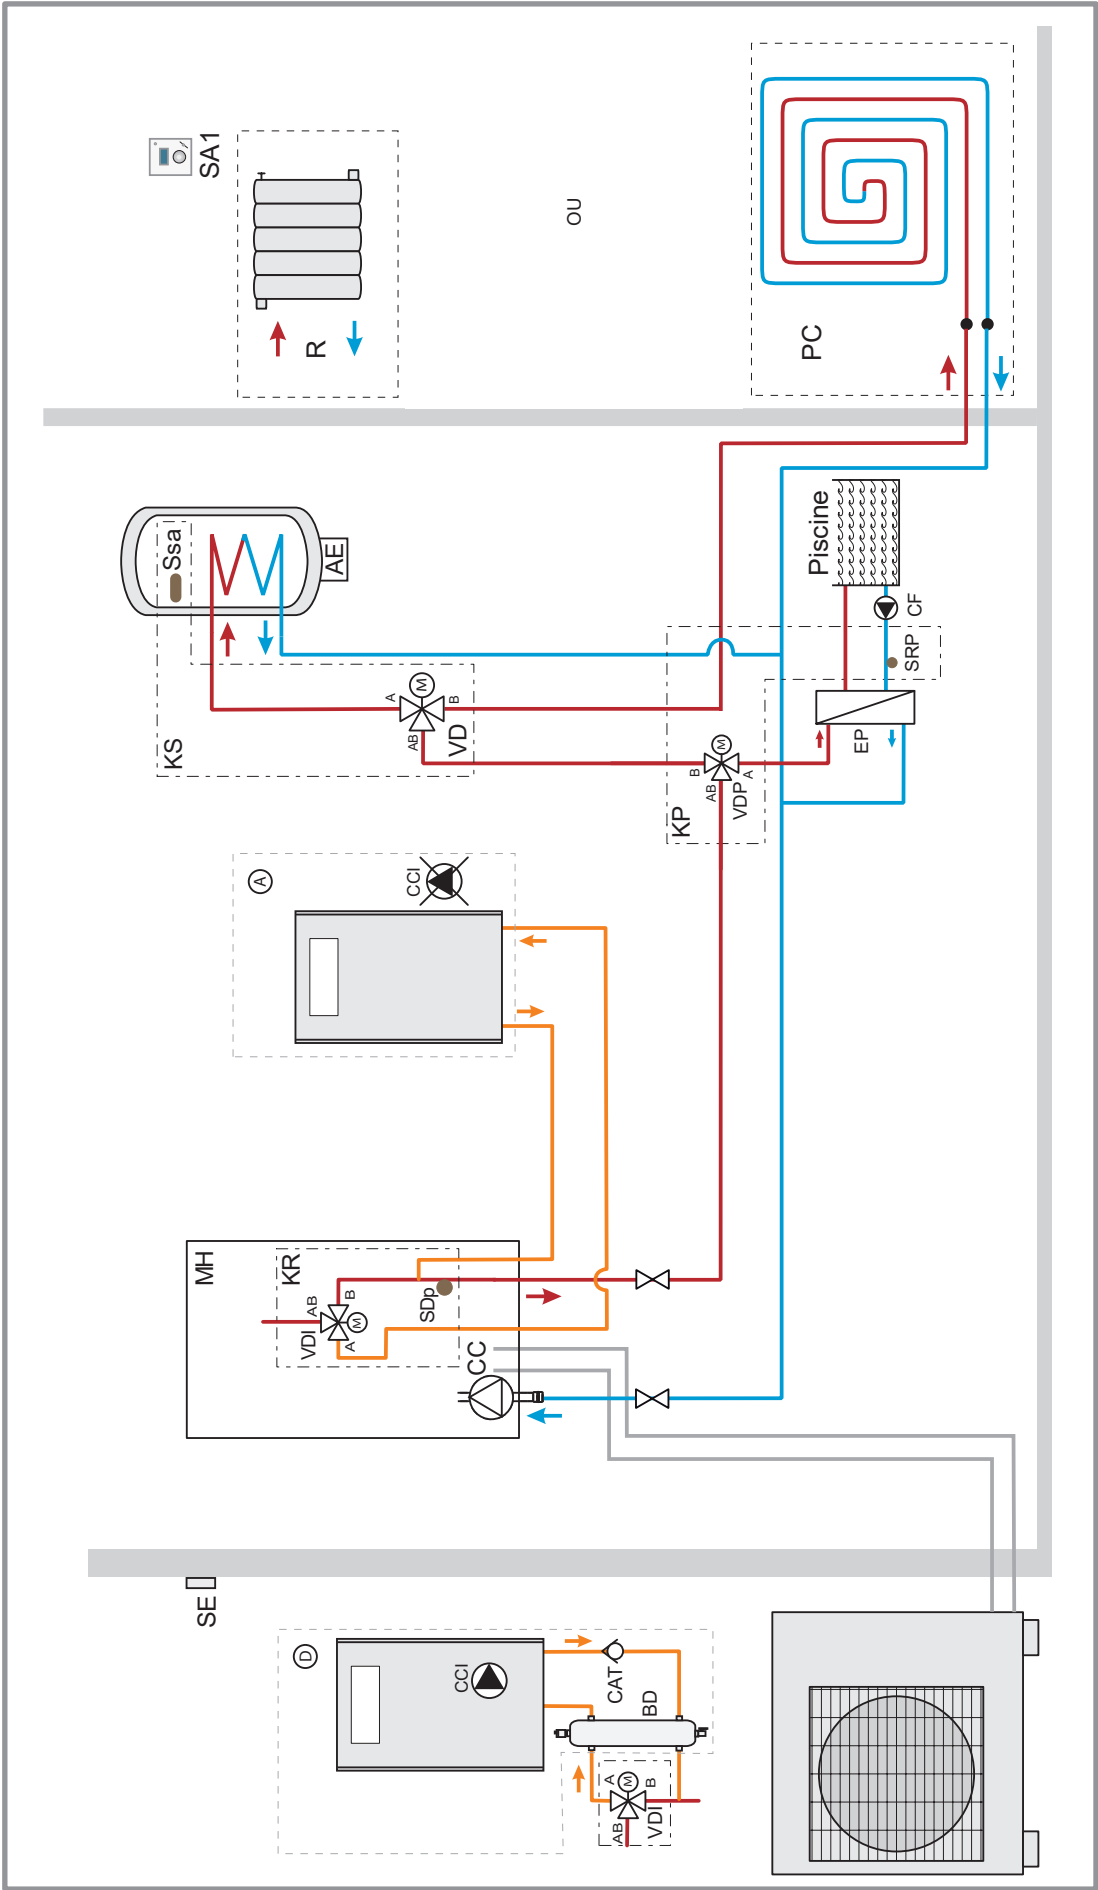 SA1
R
OU
PC
Ssa
AE
A
M
B
AB
VD
KS
Piscine
CF
SRP
EP
B
M
A
AB
VDP
KP
A
CCI
MH
KR
AB
B
VDI
M
A
SDp
CC
SE
D
CCI
CAT
BD
A
M
B
AB
VDI